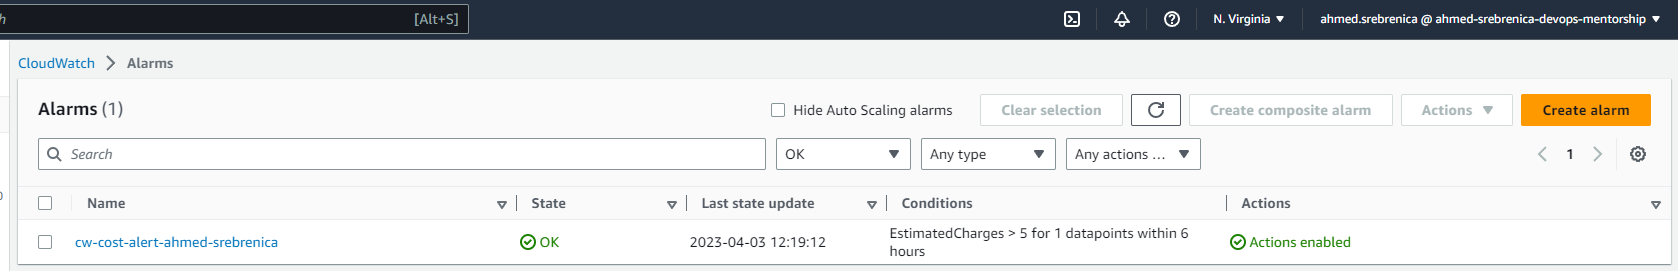 [Alt+S]
N. Virginia
ahmed.srebrenica @ ahmed-srebrenica-devops-mentorship
CloudWatch
Alarms
Alarms (1)
Hide Auto Scaling alarms
Clear selection
Create composite alarm
Actions
Create alarm
Search
OK
Any type
Any actions ...
1
Name
State
Last state update
Conditions
Actions
cw-cost-alert-ahmed-srebrenica
OK
2023-04-03 12:19:12
EstimatedCharges > 5 for 1 datapoints within 6
hours
Actions enabled